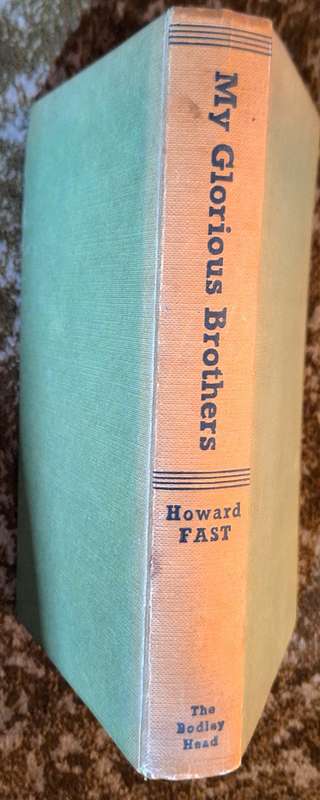 My Glorious Brothers
Howard
FAST
The
Bodley
Head